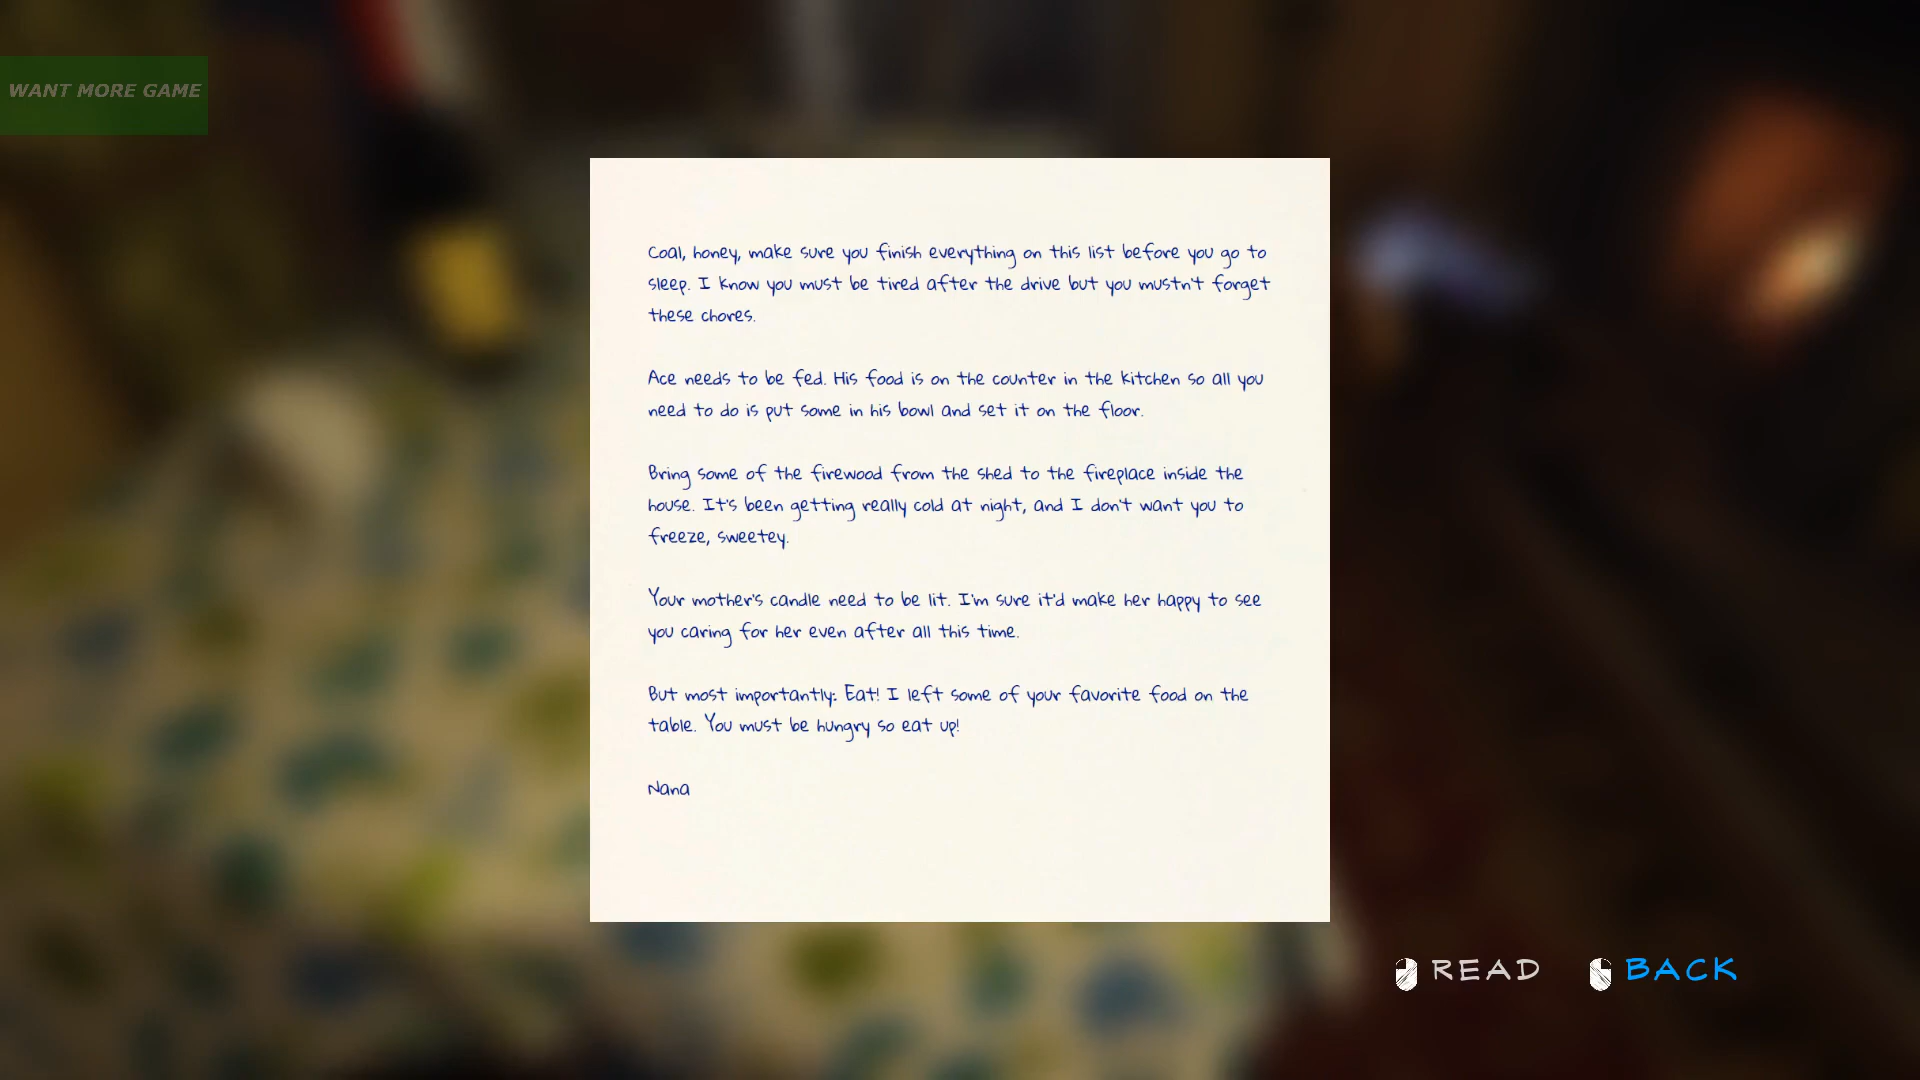 WANT MORE GAME
Coal, honey, make sure you finish everything on this list before you go to
sleep. I know you must be tired after the drive but you mustn't forget
these chores.
Ace needs to be fed. His food is on the counter in the kitchen so all you
need to do is put some in his bowl and set it on the floor.
Bring some of the firewood from the shed to the fireplace inside the
house. It's been getting really cold at night, and I don't want you to
freeze, sweetey.
Your mother's candle need to be lit. I'm sure it'd make her happy to see
you caring for her even after all this time.
But most importantly: Eat! I left some of your favorite food on the
table. You must be hungry so eat up!
Nana
READ BACK